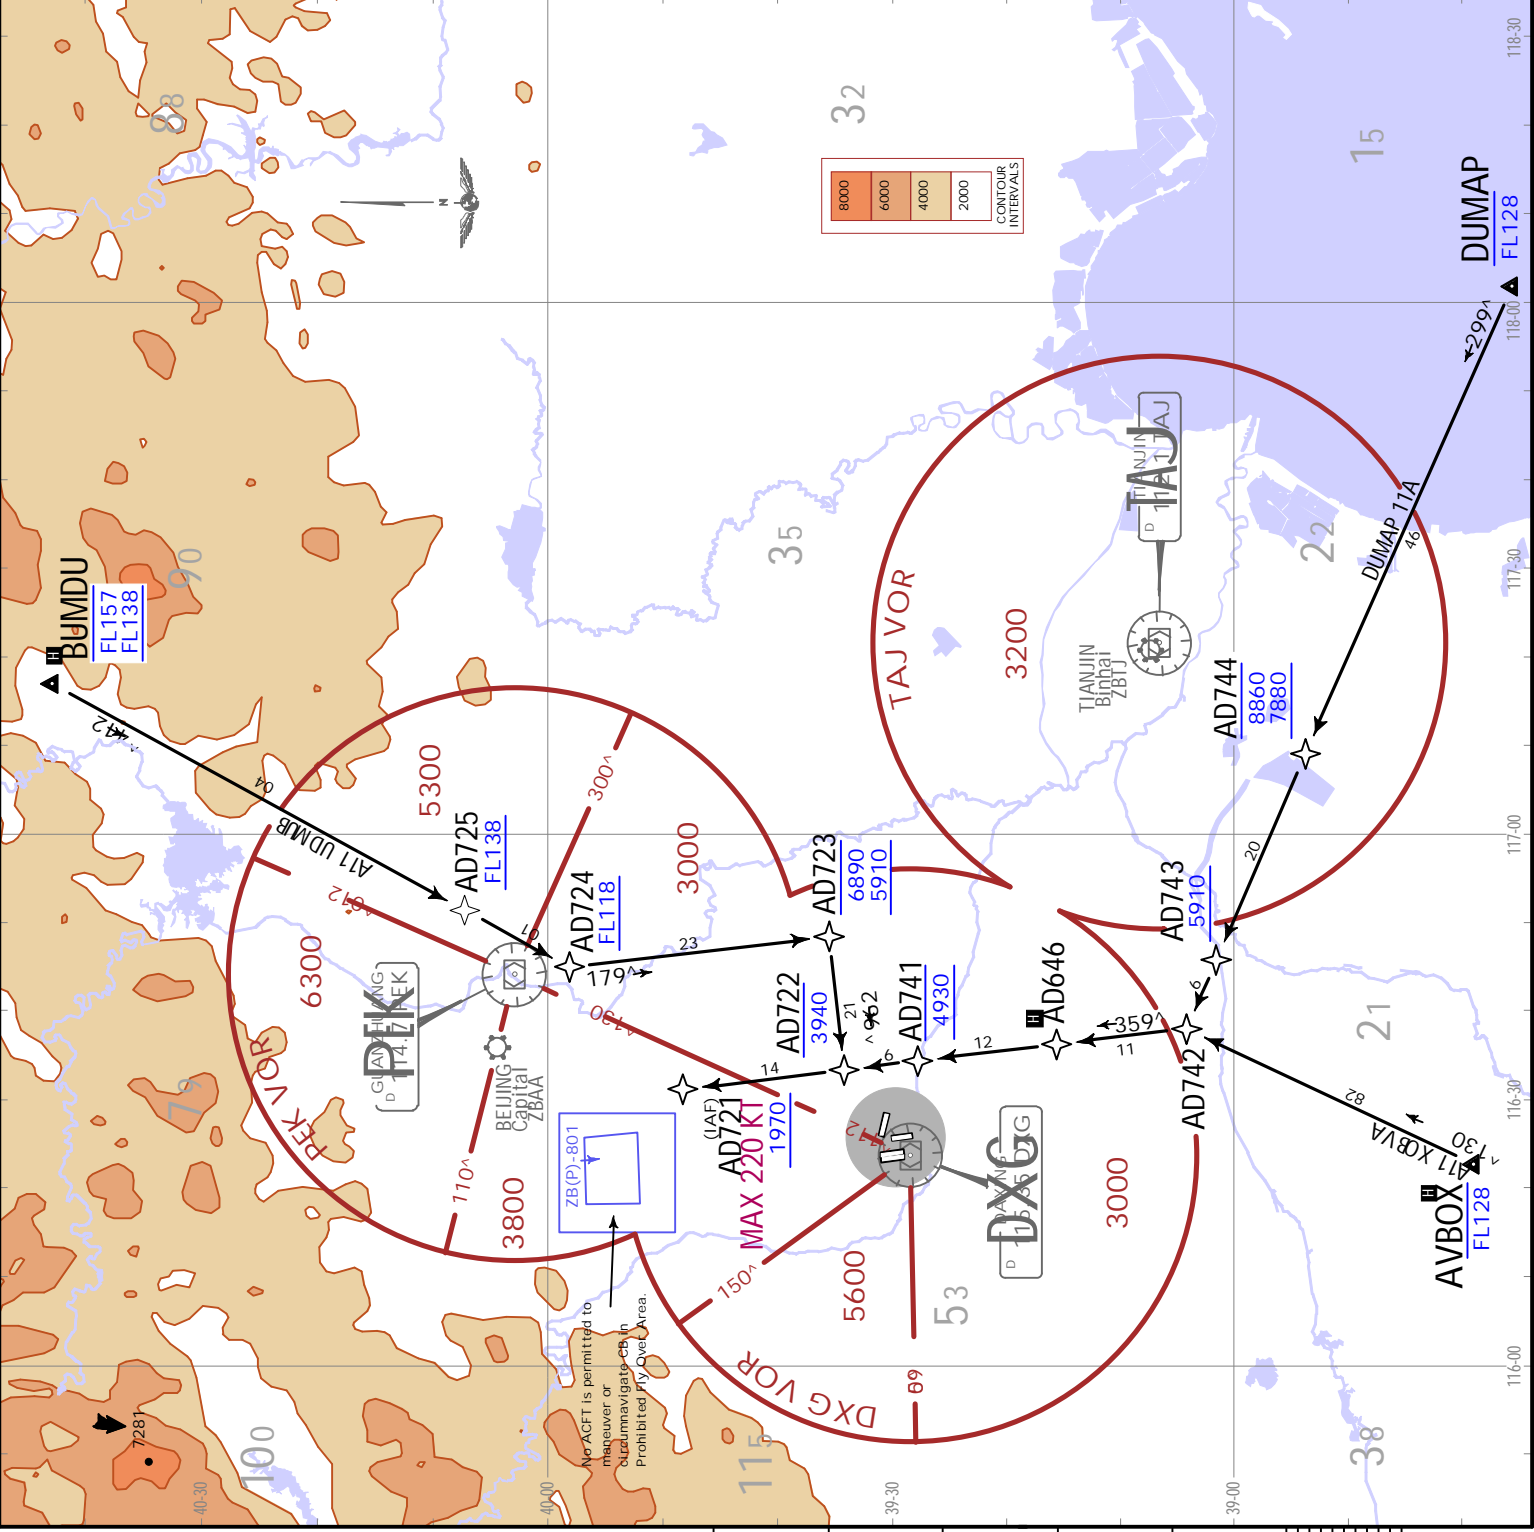 88
32
15
8000
6000
4000
2000
CONTOUR
INTERVALS
N
DUMAP
FL128
299^
118-30
118-00
117-30
117-00
116-30
116-00
40-30
40-00
39-30
39-00
90
BUMDU
FL157
FL138
H
35
22
DUMAP 11A
46
TAJ VOR
3200
TIANJIN
TAJ
D
TIANJIN
Binhai
ZBTJ
5300
300^
3000
AD725
FL138
AD724
FL118
179^
23
AD723
6890
5910
AD744
8860
7880
20
AD743
5910
6300
PEK VOR
PEK
D
BEIJING
Capital
ZBAA
79
110^
3800
AD722
3940
21
AD741
4930
6
12
H
AD646
359^
11
9
AD742
14
(IAF)
AD721
MAX 220 KT
1970
ZB(P)-801
No ACFT is permitted to
maneuver or
circumnavigate CB in
Prohibited Fly Over Area.
DXG
D
3000
150^
5600
53
DXG VOR
21
H
AVBOX
FL128
7281
100
115
38